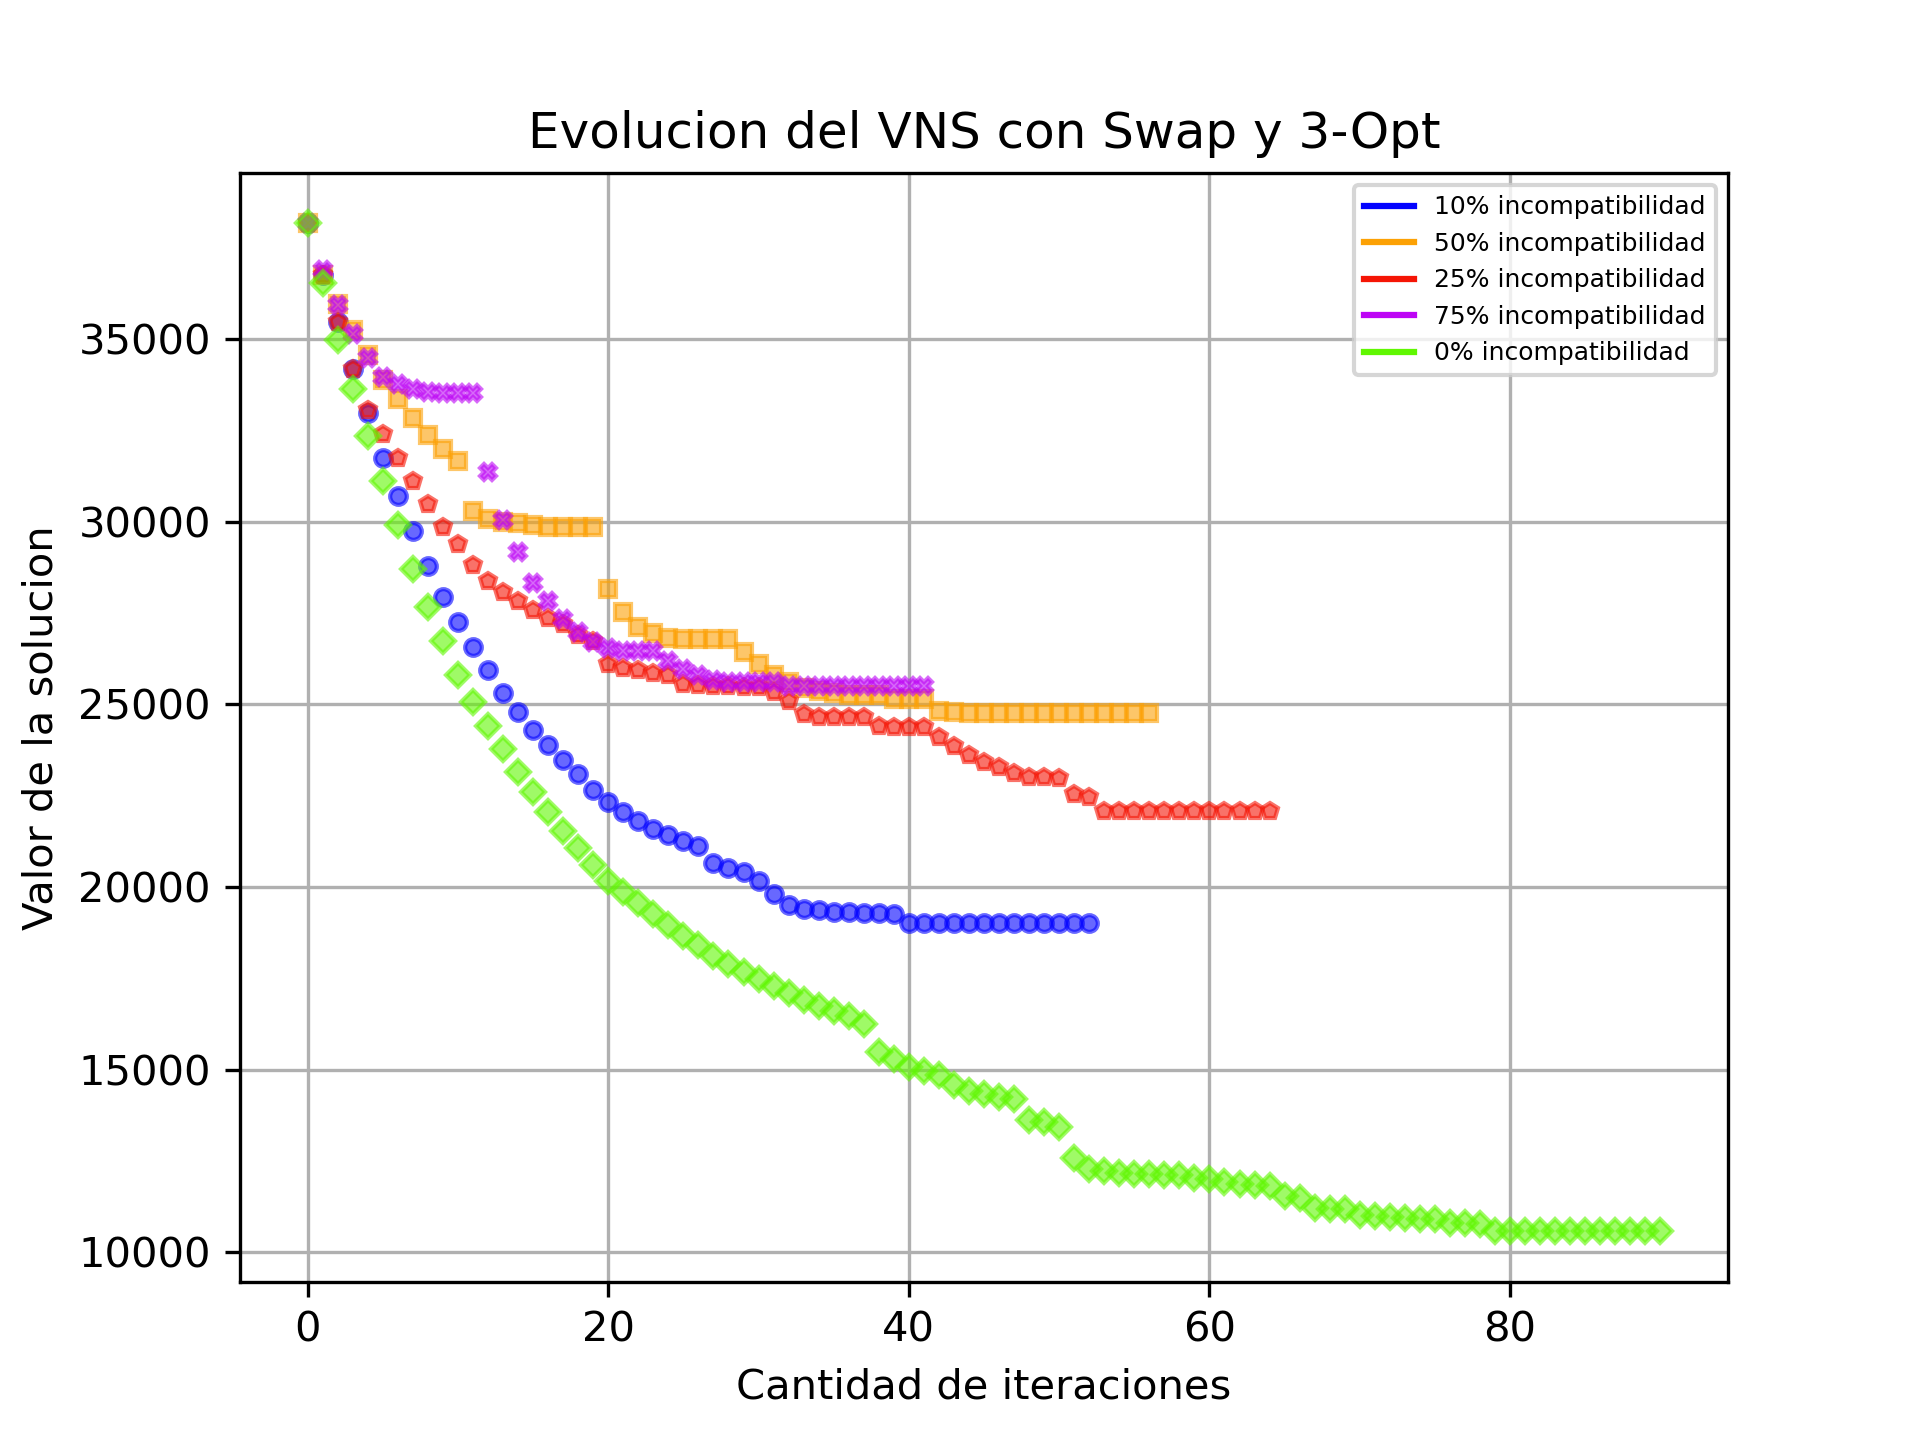 Evolucion del VNS con Swap y 3-Opt
10% incompatibilidad
50% incompatibilidad
25% incompatibilidad
75% incompatibilidad
0% incompatibilidad
Valor de la solucion
35000
30000
25000
20000
15000
10000
0 20 40 60 80
Cantidad de iteraciones